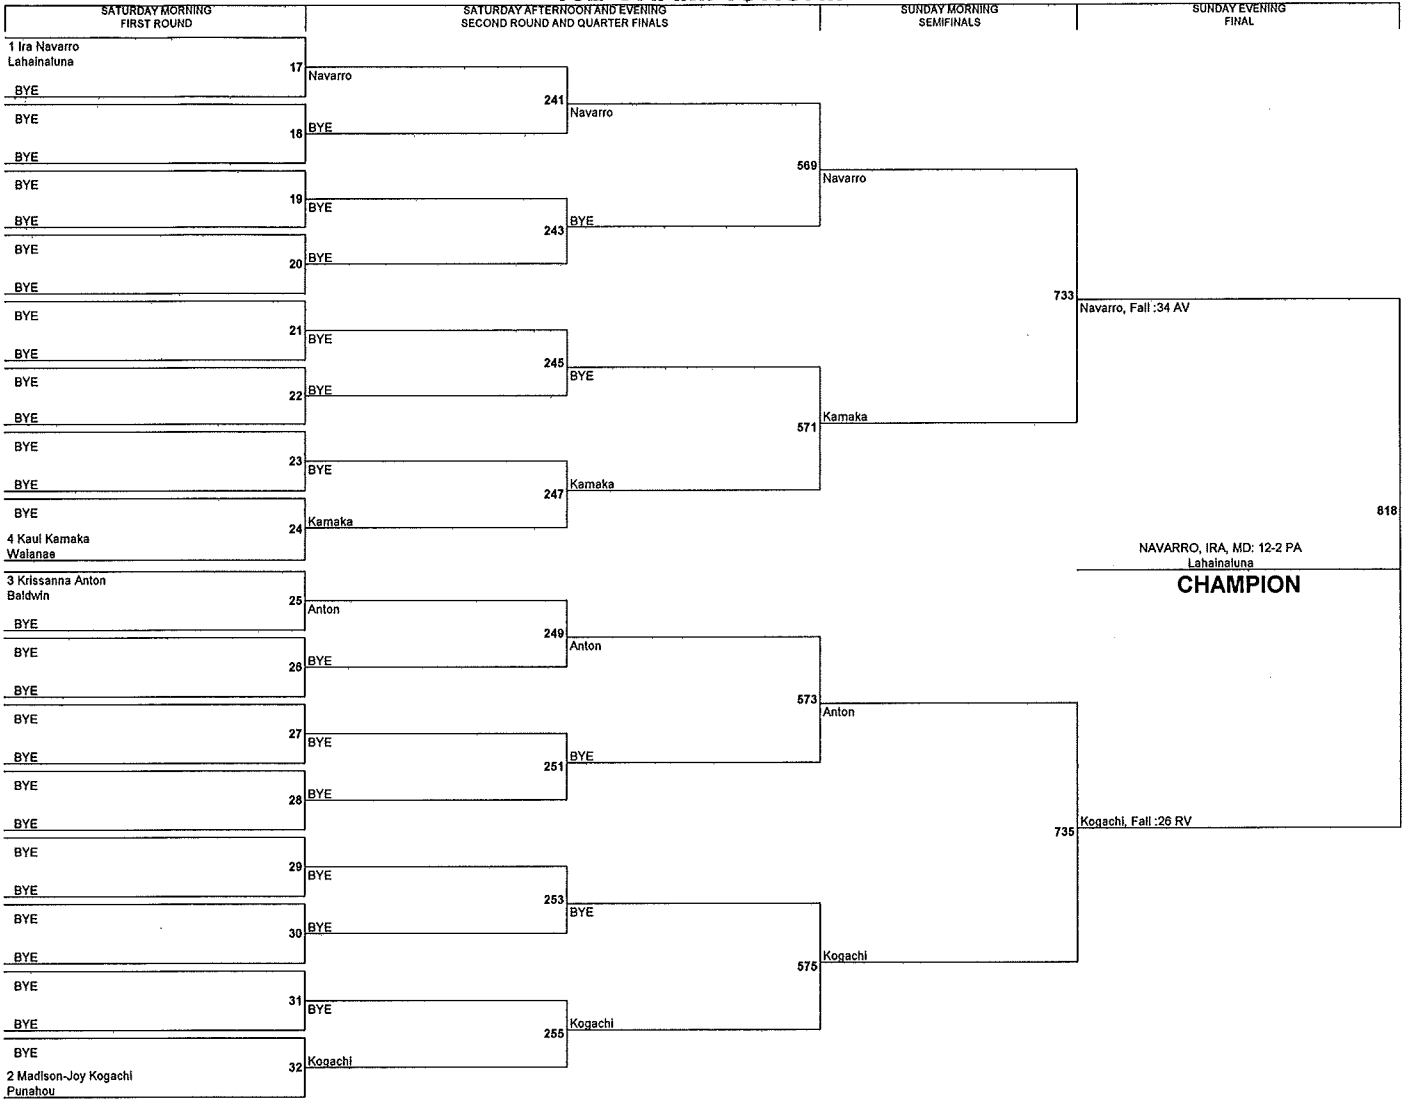 SATURDAY MORNING
FIRST ROUND
SATURDAY AFTERNOON AND EVENING
SECOND ROUND AND QUARTER FINALS
SUNDAY MORNING
SEMIFINALS
SUNDAY EVENING
FINAL
1 Ira Navarro
Lahainaluna
17
BYE
BYE
18
BYE
BYE
19
BYE
BYE
20
BYE
BYE
21
BYE
BYE
22
BYE
BYE
23
BYE
BYE
24
4 Kaui Kamaka
Waianae
3 Krissanna Anton
Baldwin
25
BYE
BYE
26
BYE
BYE
27
BYE
BYE
28
BYE
BYE
29
BYE
BYE
30
BYE
BYE
31
BYE
BYE
32
2 Madison-Joy Kogachi
Punahou
Navarro
241
BYE
BYE
243
BYE
BYE
245
BYE
BYE
247
Kamaka
Anton
249
BYE
BYE
251
BYE
BYE
253
BYE
BYE
255
Kogachi
Navarro
569
BYE
BYE
571
Kamaka
Anton
573
BYE
BYE
575
Kogachi
Navarro
733
Kamaka
Anton
735
Kogachi
Navarro, Fall :34 AV
818
NAVARRO, IRA, MD: 12-2 PA
Lahainaluna
CHAMPION
Kogachi, Fall :26 RV